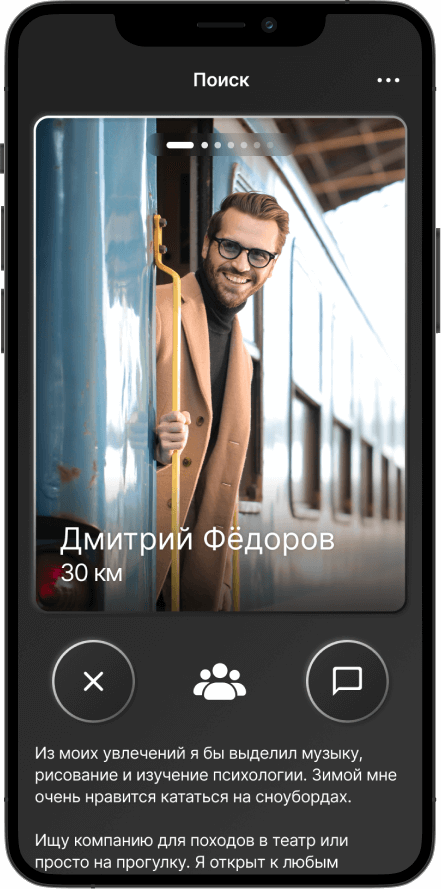 Поиск
Дмитрий Фёдоров
30 км
Из моих увлечений я бы выделил музыку,
рисование и изучение психологии. Зимой мне
очень нравится кататься на сноубордах.
Ищу компанию для походов в театр или
просто на прогулку. Я открыт к любым